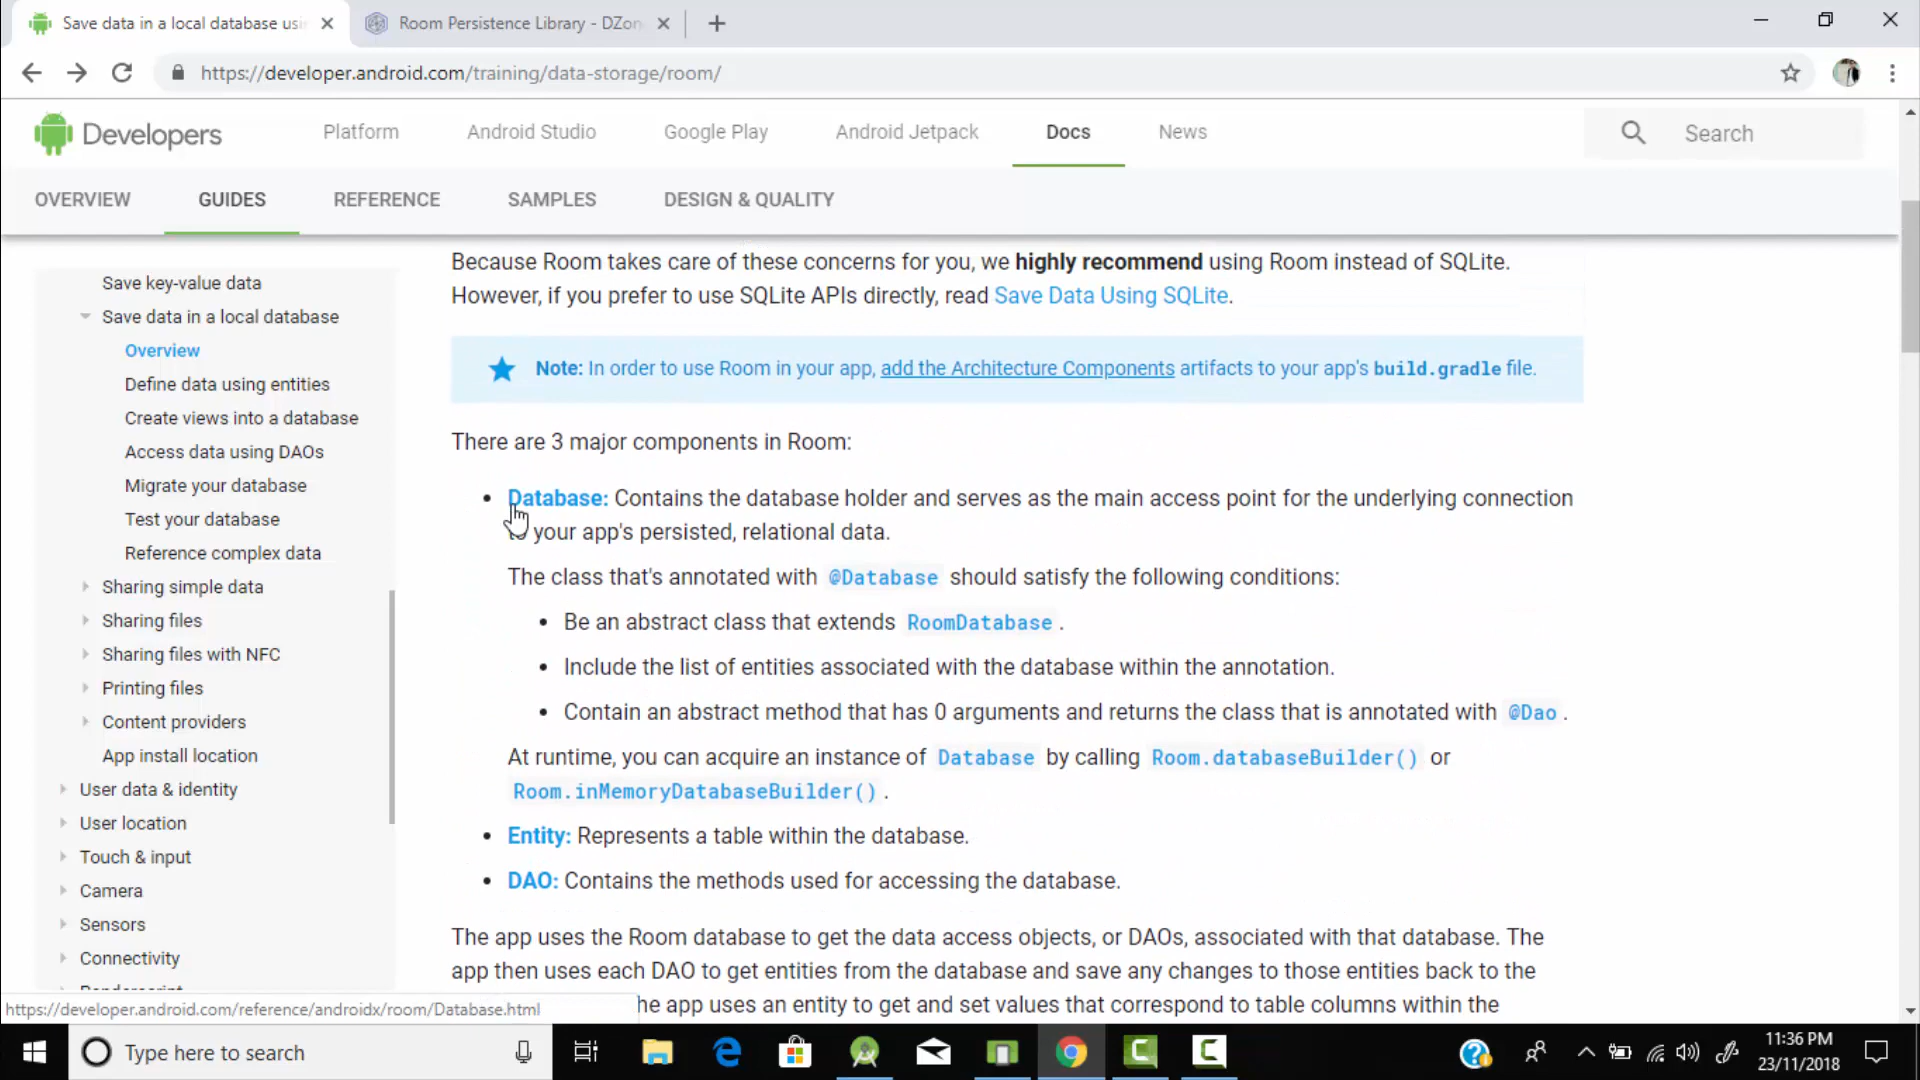 Save data in a local database usi
Room Persistence Library - DZon
https://developer.android.com/training/data-storage/room/
Developers
Platform
Android Studio
Google Play
Android Jetpack
Docs
News
Search
OVERVIEW
GUIDES
REFERENCE
SAMPLES
DESIGN & QUALITY
Save key-value data
Save data in a local database
Overview
Define data using entities
Create views into a database
Access data using DAOs
Migrate your database
Test your database
Reference complex data
Sharing simple data
Sharing files
Sharing files with NFC
Printing files
Content providers
App install location
User data & identity
User location
Touch & input
Camera
Sensors
Connectivity
Because Room takes care of these concerns for you, we highly recommend using Room instead of SQLite.
However, if you prefer to use SQLite APIs directly, read Save Data Using SQLite.
Note: In order to use Room in your app, add the Architecture Components artifacts to your app's build.gradle file.
There are 3 major components in Room:
• Database: Contains the database holder and serves as the main access point for the underlying connection
to your app's persisted, relational data.
The class that's annotated with @Database should satisfy the following conditions:
• Be an abstract class that extends RoomDatabase.
• Include the list of entities associated with the database within the annotation.
• Contain an abstract method that has 0 arguments and returns the class that is annotated with @Dao.
At runtime, you can acquire an instance of Database by calling Room.databaseBuilder() or
Room.inMemoryDatabaseBuilder().
• Entity: Represents a table within the database.
• DAO: Contains the methods used for accessing the database.
The app uses the Room database to get the data access objects, or DAOs, associated with that database. The
app then uses each DAO to get entities from the database and save any changes to those entities back to the
he app uses an entity to get and set values that correspond to table columns within the
https://developer.android.com/reference/androidx/room/Database.html
Type here to search
11:36 PM
23/11/2018